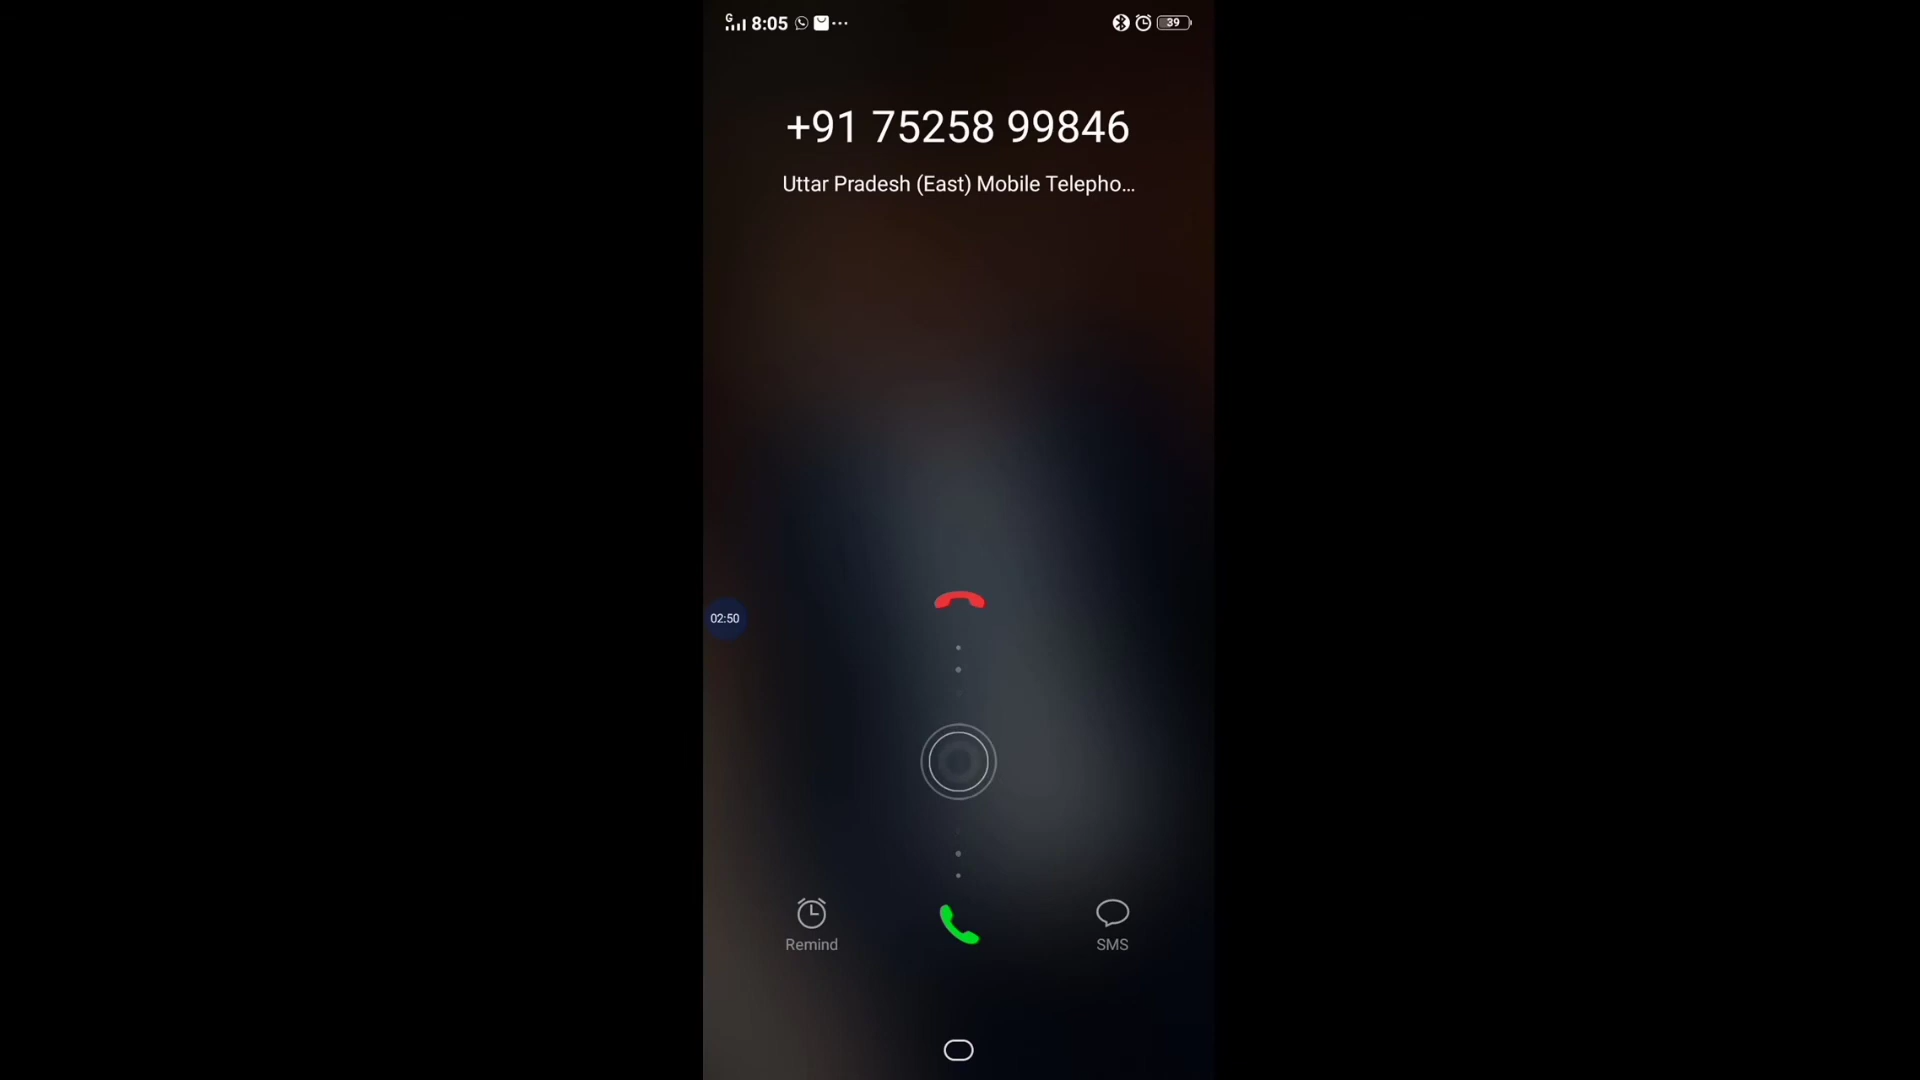 G 8:05 39
+91 75258 99846
Uttar Pradesh (East) Mobile Telepho...
02:50
Remind
SMS